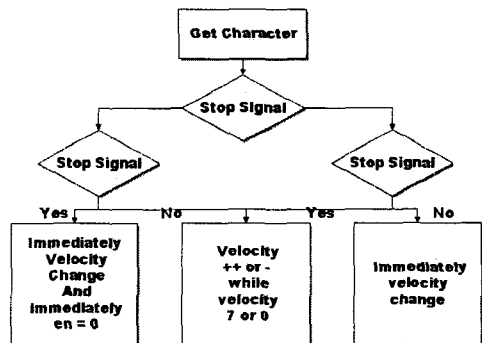 Get Character
Stop Signal
Stop Signal
Stop Signal
Yes
No
Yes
No
Immediately
Velocity
Change
And
immediately
en = 0
Velocity
++ or -
while
velocity
7 or 0
Immediately
velocity
change